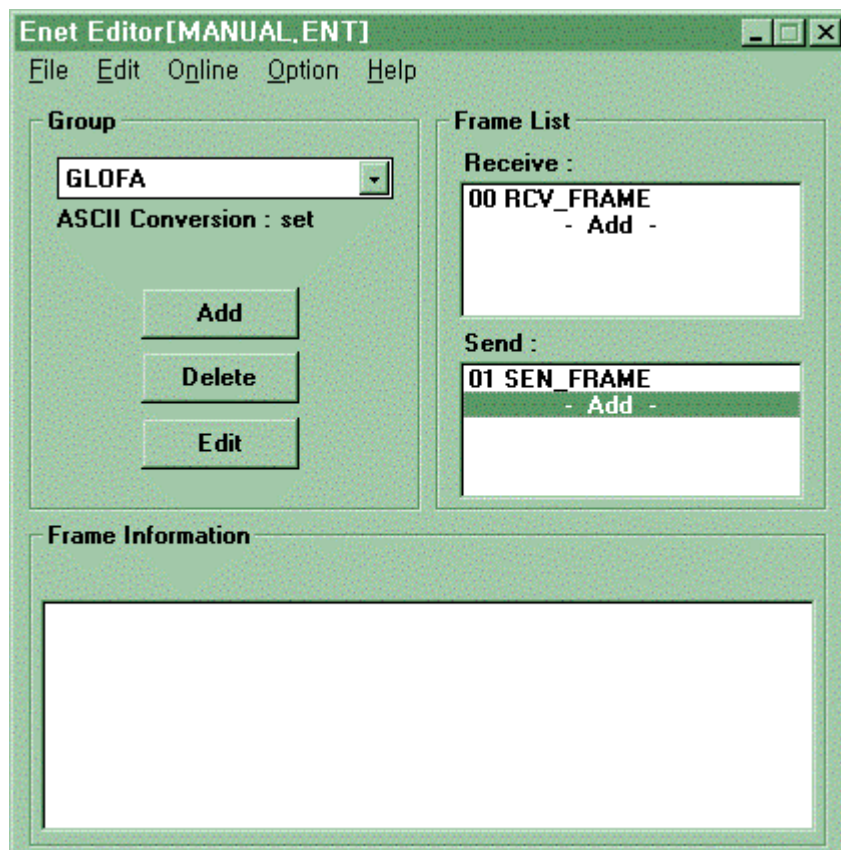 Enet Editor[MANUAL.ENT]
File Edit Online Option Help
Group
GLOFA
ASCII Conversion : set
Add
Delete
Edit
Frame List
Receive :
00 RCV_FRAME
- Add -
Send :
01 SEN_FRAME
- Add -
Frame Information